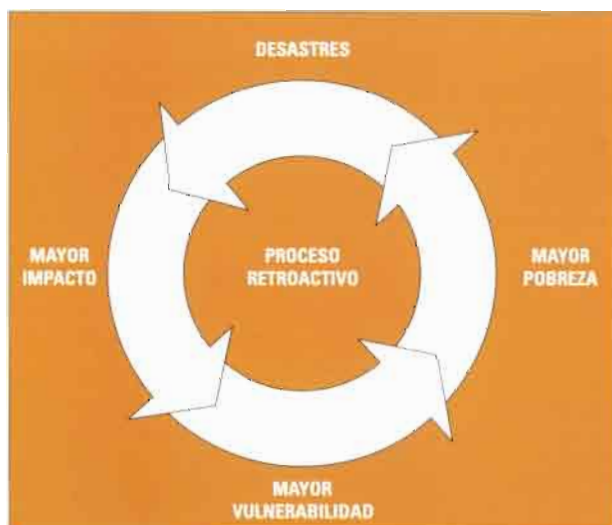 DESASTRES
MAYOR
IMPACTO
PROCESO
RETROACTIVO
MAYOR
POBREZA
MAYOR
VULNERABILIDAD